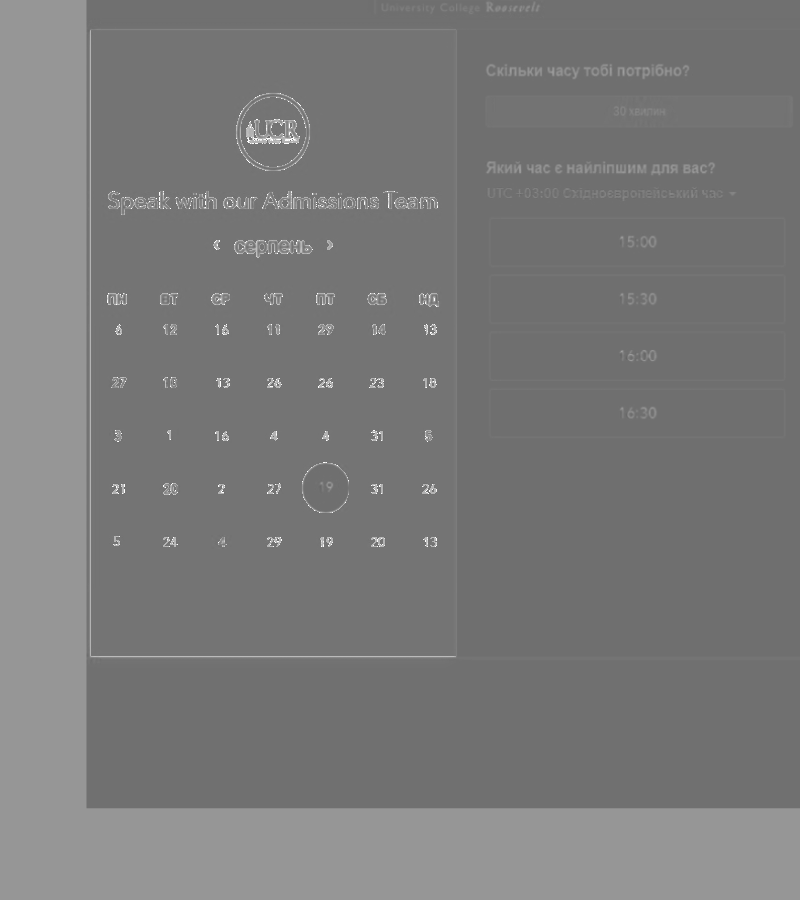 University College Roosevelt
UCR
Speak with our Admissions Team
‹ серпень ›
ПН ВТ СР ЧТ ПТ СБ НД
6 12 16 11 29 14 13
27 18 13 26 26 23 18
3 1 16 4 4 31 5
21 20 2 27 19 31 26
5 24 4 29 19 20 13
Скільки часу тобі потрібно?
30 хвилин
Який час є найліпшим для вас?
UTC +03:00 Східноєвропейський час
15:00
15:30
16:00
16:30